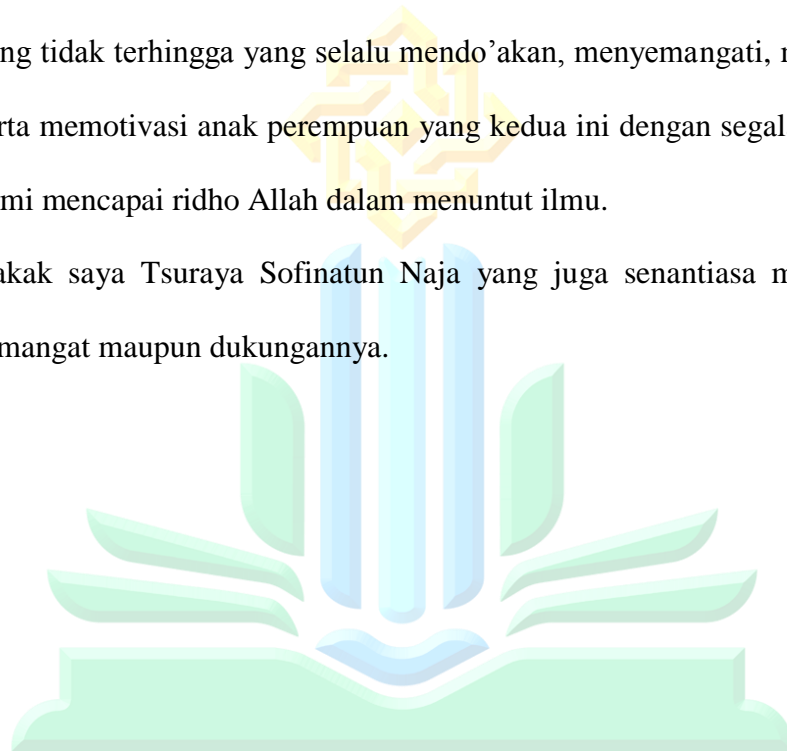 ng tidak terhingga yang selalu mendo’akan, menyemangati,
rta memotivasi anak perempuan yang kedua ini dengan segal
mi mencapai ridho Allah dalam menuntut ilmu.
akak saya Tsuraya Sofinatun Naja yang juga senantiasa m
mangat maupun dukungannya.